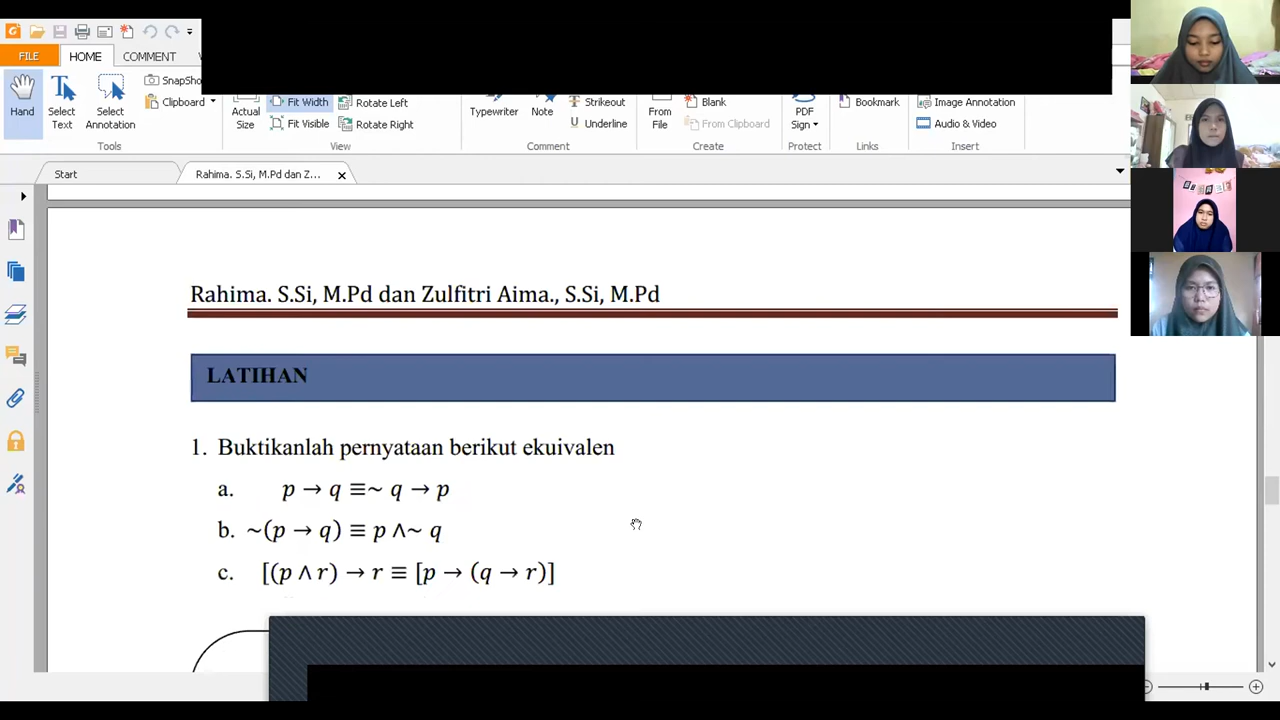 FILE HOME COMMENT
Hand
Select Text
Select Annotation
SnapSho
Clipboard
Tools
Actual Size
Fit Width
Fit Visible
Rotate Left
Rotate Right
View
Typewriter
Note
Strikeout
Underline
Comment
From File
Blank
From Clipboard
Create
PDF Sign
Protect
Bookmark
Links
Image Annotation
Audio & Video
Insert
Start
Rahima. S.Si, M.Pd dan Z...
Rahima. S.Si, M.Pd dan Zulfitri Aima., S.Si, M.Pd
LATIHAN
1. Buktikanlah pernyataan berikut ekuivalen
a. p → q ≡~ q → p
b. ~(p → q) ≡ p ∧~ q
c. [(p ∧ r) → r ≡ [p → (q → r)]